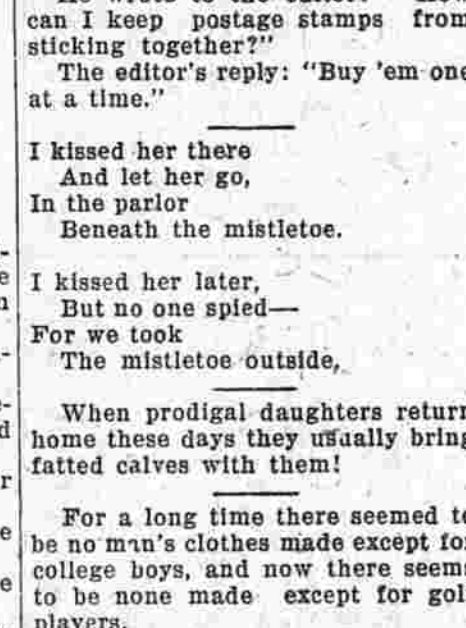 can I keep postage stamps from
sticking together?"
The editor's reply: "Buy 'em one
at a time."
I kissed her there
And let her go,
In the parlor
Beneath the mistletoe.
I kissed her later,
But no one spied—
For we took
The mistletoe outside,
When prodigal daughters return
home these days they usually bring
fatted calves with them!
For a long time there seemed t
be no man's clothes made except fo
college boys, and now there seem
to be none made except for gol
players.